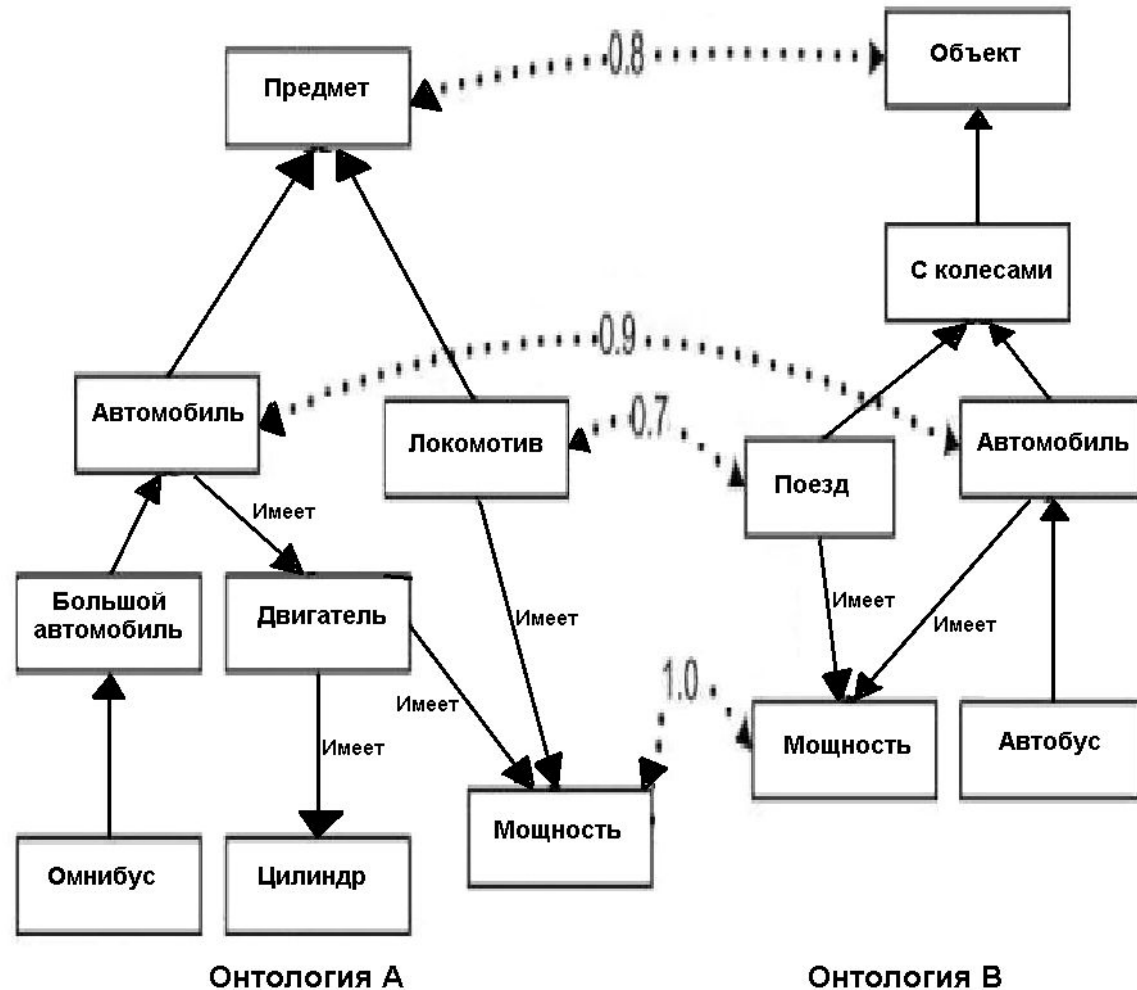 Предмет
0.8
Объект
С колесами
0.9
Автомобиль
Локомотив
0.7
Поезд
Автомобиль
Имеет
Большой
автомобиль
Двигатель
Имеет
Имеет
Имеет
Имеет
Имеет
1.0
Мощность
Автобус
Омнибус
Цилиндр
Мощность
Онтология A
Онтология B